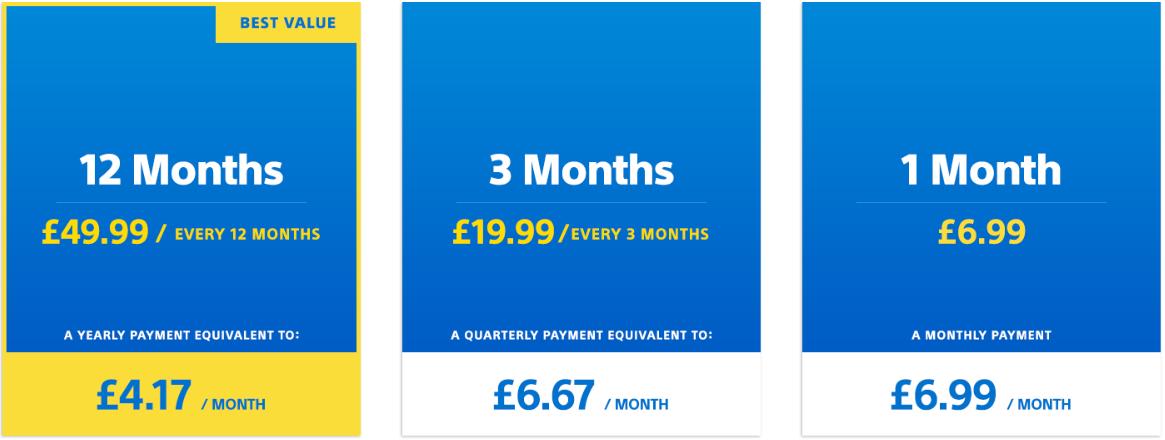 BEST VALUE
12 Months
£49.99 / EVERY 12 MONTHS
A YEARLY PAYMENT EQUIVALENT TO:
£4.17 / MONTH
3 Months
£19.99/EVERY 3 MONTHS
A QUARTERLY PAYMENT EQUIVALENT TO:
£6.67 / MONTH
1 Month
£6.99
A MONTHLY PAYMENT
£6.99 / MONTH